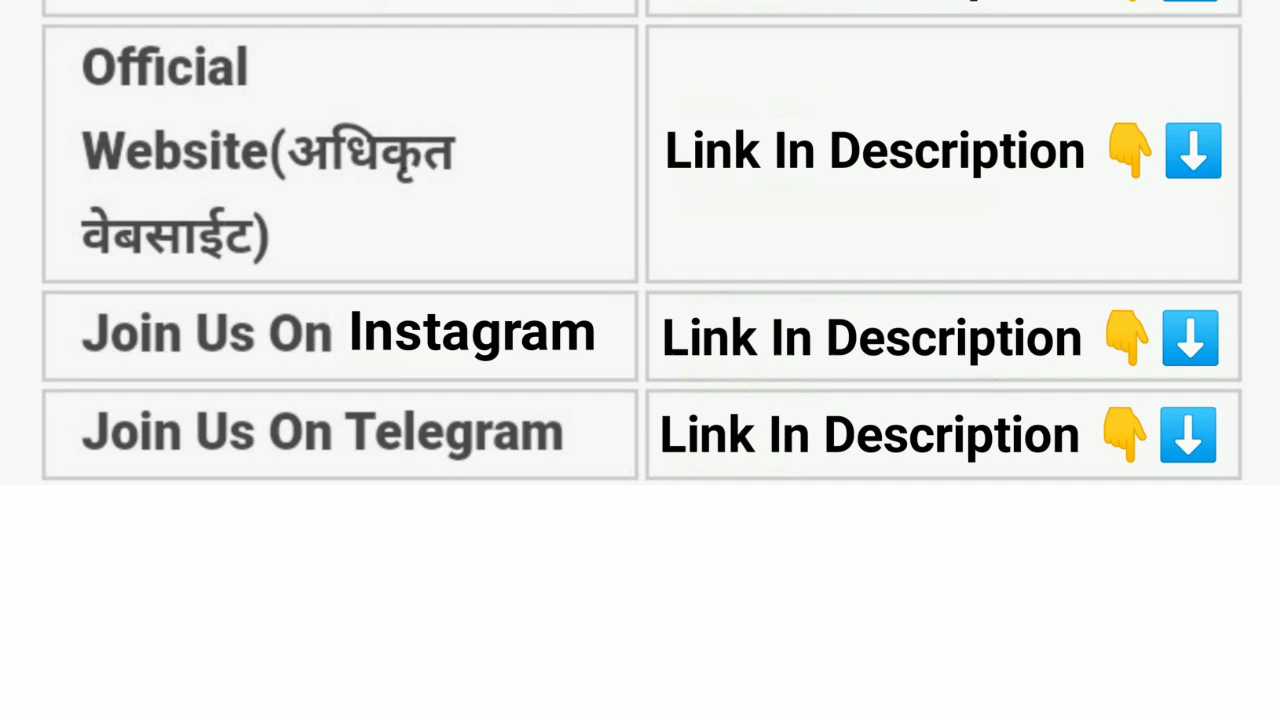 Official
Website(अधिकृत
वेबसाईट)
Link In Description 👇⬇️
Join Us On Instagram
Link In Description 👇⬇️
Join Us On Telegram
Link In Description 👇⬇️